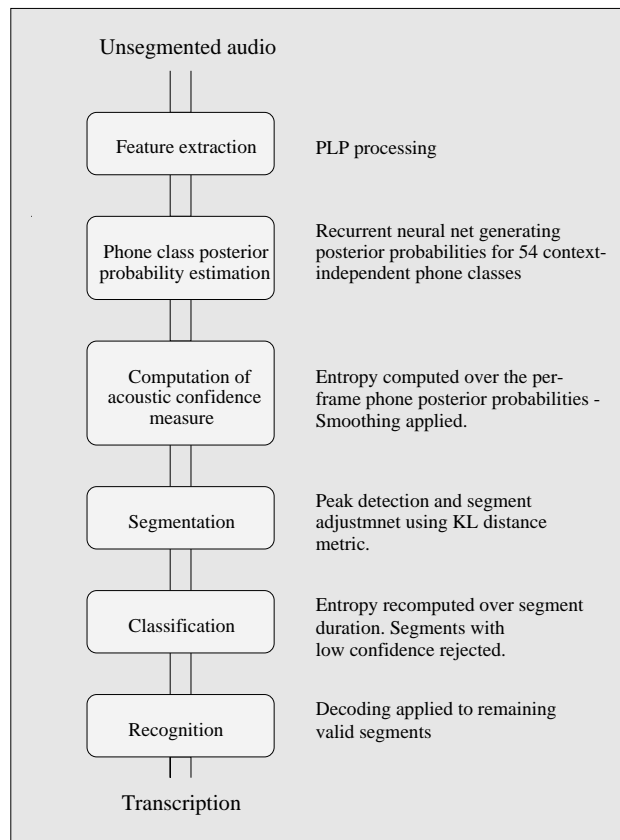 Unsegmented audio
Feature extraction
PLP processing
Phone class posterior
probability estimation
Recurrent neural net generating
posterior probabilities for 54 context-
independent phone classes
Computation of
acoustic confidence
measure
Entropy computed over the per-
frame phone posterior probabilities -
Smoothing applied.
Segmentation
Peak detection and segment
adjustmnet using KL distance
metric.
Classification
Entropy recomputed over segment
duration. Segments with
low confidence rejected.
Recognition
Decoding applied to remaining
valid segments
Transcription